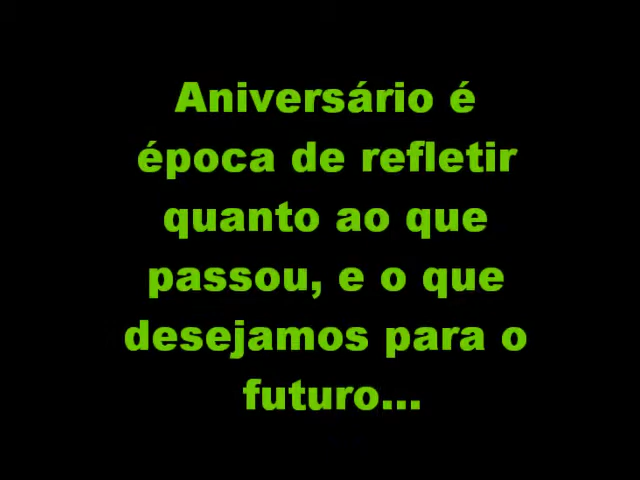 Aniversário é
época de refletir
quanto ao que
passou, e o que
desejamos para o
futuro...